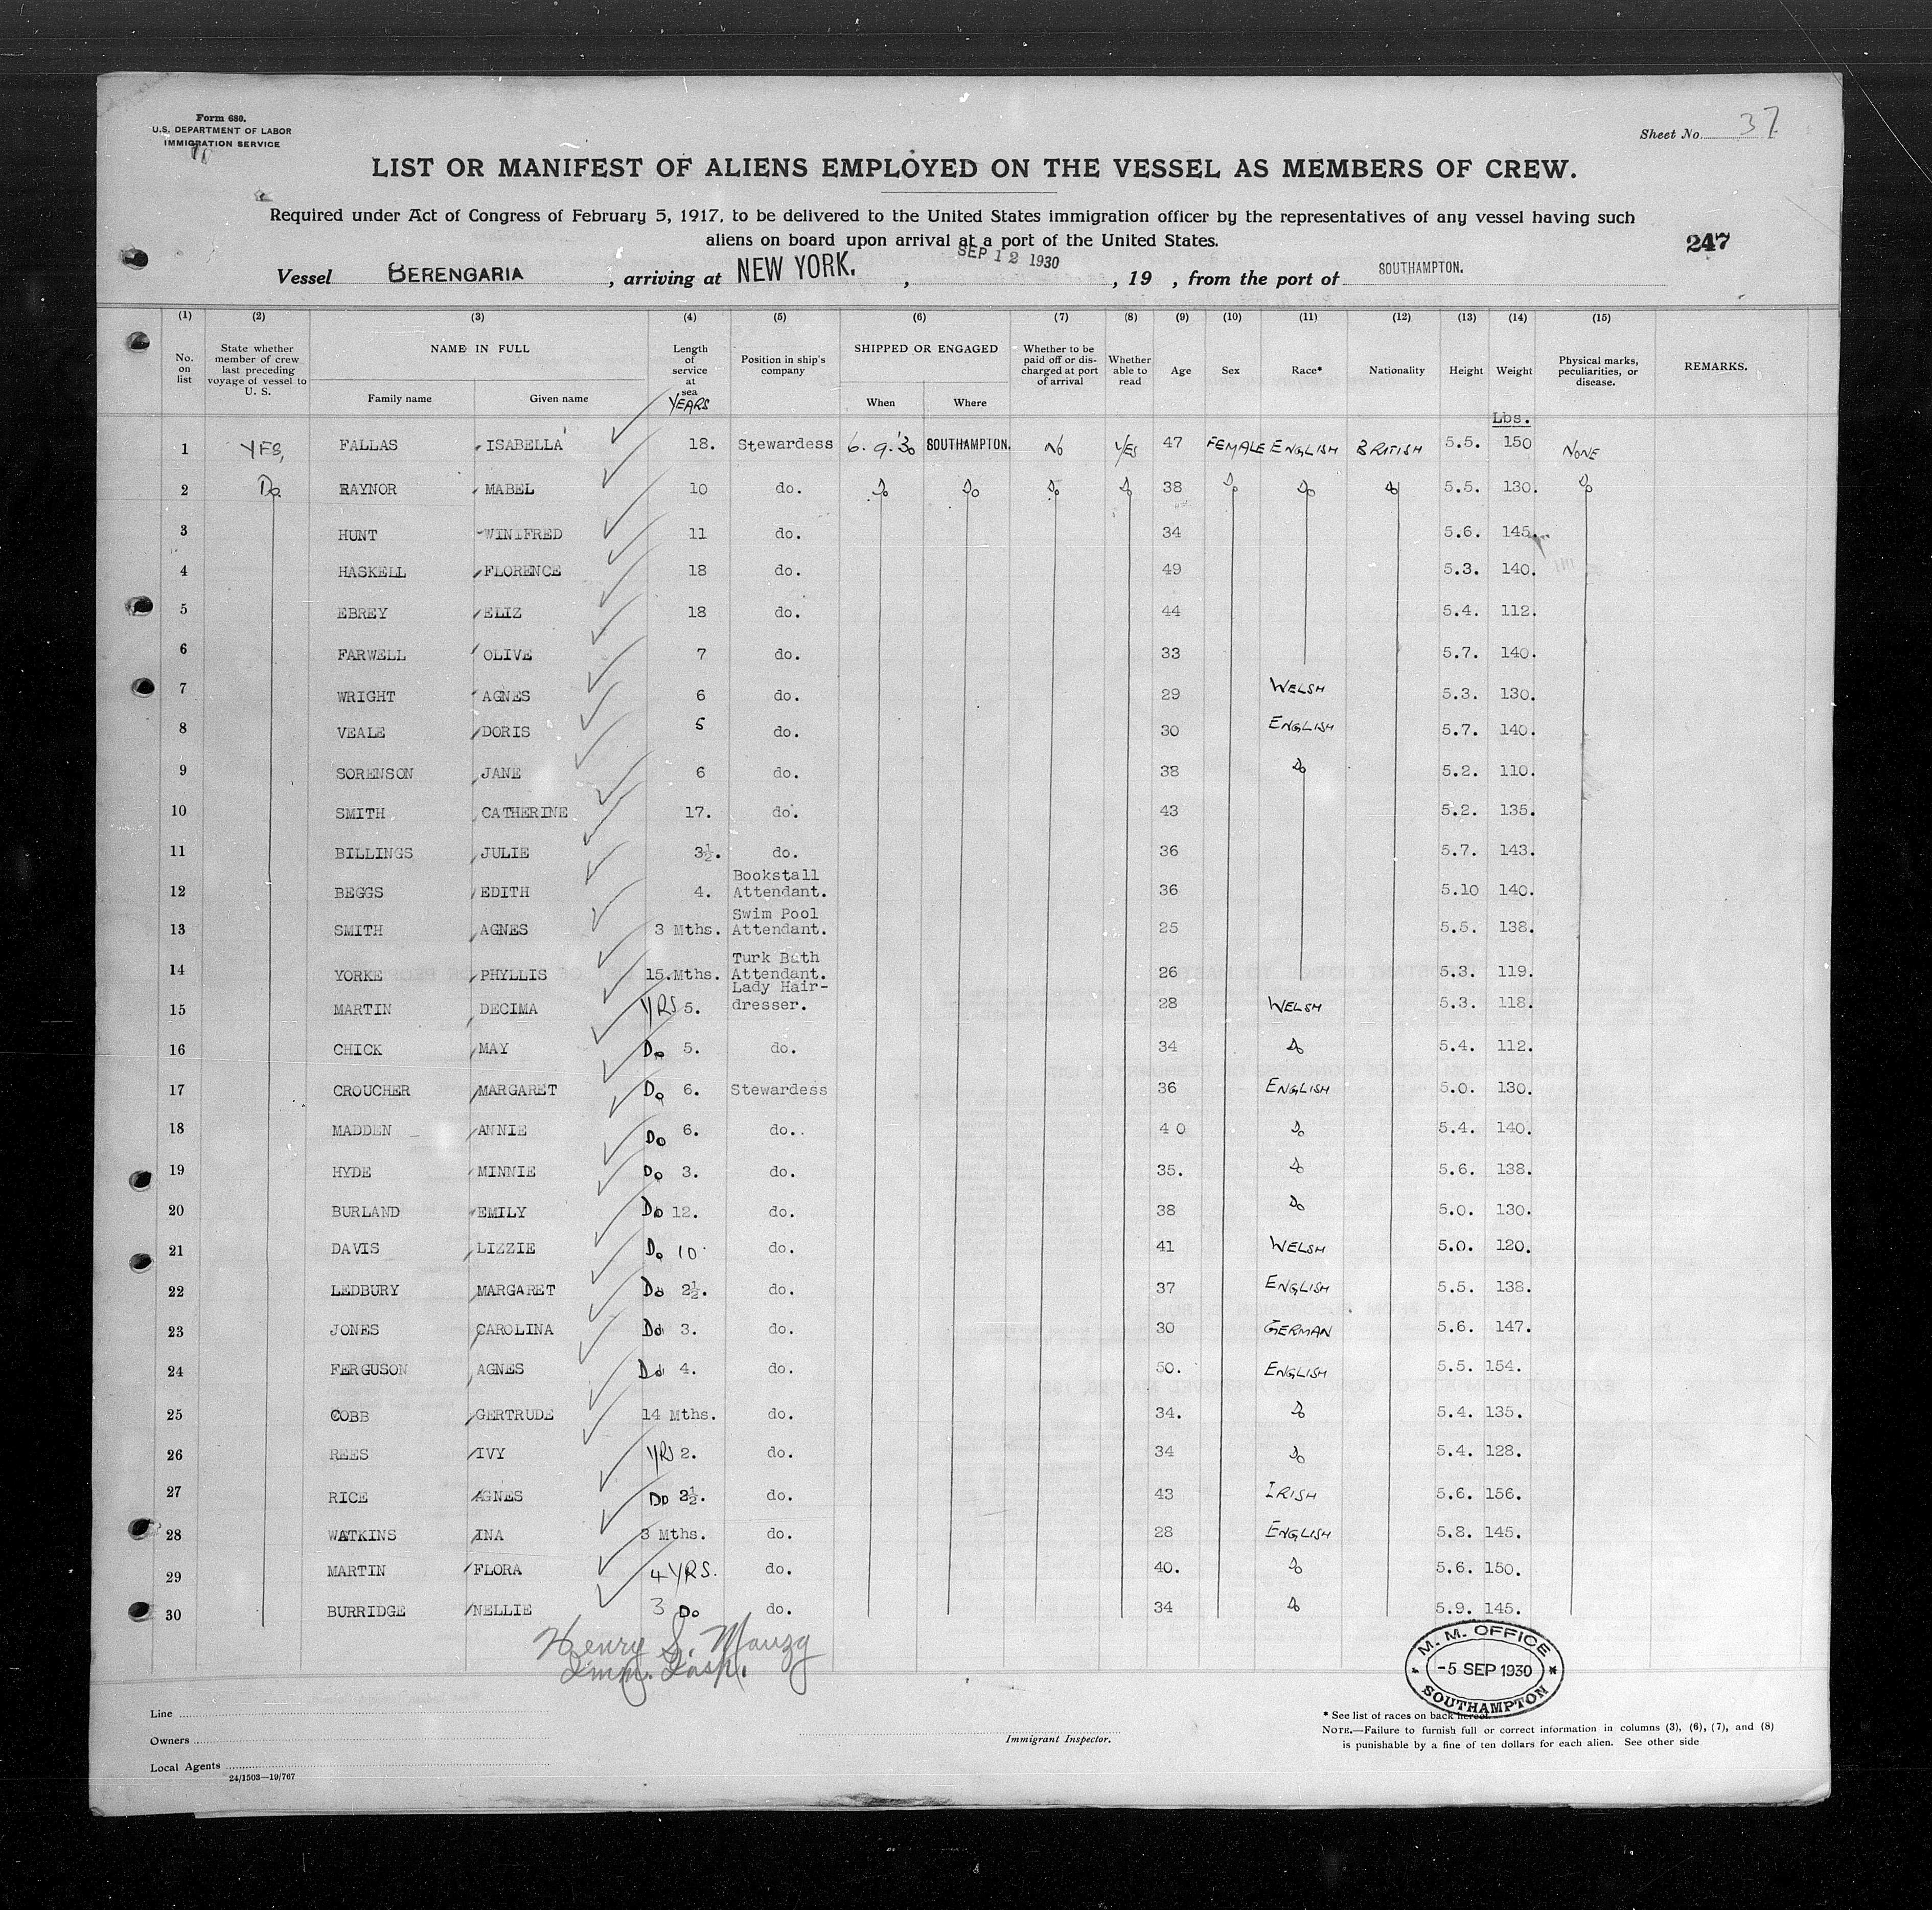 Form 680.
U.S. DEPARTMENT OF LABOR
IMMIGRATION SERVICE
Sheet No. 37
LIST OR MANIFEST OF ALIENS EMPLOYED ON THE VESSEL AS MEMBERS OF CREW.
Required under Act of Congress of February 5, 1917, to be delivered to the United States immigration officer by the representatives of any vessel having such
aliens on board upon arrival at a port of the United States.
247
Vessel BERENGARIA , arriving at NEW YORK. , SEP 12 1930 , 19 , from the port of SOUTHAMPTON.
(1) (2) (3) (4) (5) (6) (7) (8) (9) (10) (11) (12) (13) (14) (15)
No. on list
State whether member of crew last preceding voyage of vessel to U. S.
NAME IN FULL
Family name
Given name
Length of service at sea
YEARS
Position in ship's company
SHIPPED OR ENGAGED
When
Where
Whether to be paid off or discharged at port of arrival
Whether able to read
Age
Sex
Race*
Nationality
Height
Weight
Lbs.
Physical marks, peculiarities, or disease.
REMARKS.
1 YES, FALLAS ISABELLA 18. Stewardess 6.9.30 SOUTHAMPTON. No YES 47 FEMALE ENGLISH BRITISH 5.5. 150 NONE
2 Do RAYNOR MABEL 10 do. Do Do Do Do 38 Do Do Do 5.5. 130. Do
3 HUNT WINIFRED 11 do. 34 5.6. 145.
4 HASKELL FLORENCE 18 do. 49 5.3. 140.
5 EBREY ELIZ 18 do. 44 5.4. 112.
6 FARWELL OLIVE 7 do. 33 5.7. 140.
7 WRIGHT AGNES 6 do. 29 WELSH 5.3. 130.
8 VEALE DORIS 5 do. 30 ENGLISH 5.7. 140.
9 SORENSON JANE 6 do. 38 Do 5.2. 110.
10 SMITH CATHERINE 17. do. 43 5.2. 135.
11 BILLINGS JULIE 3½. do. 36 5.7. 143.
12 BEGGS EDITH 4. Bookstall Attendant. 36 5.10 140.
13 SMITH AGNES 3 Mths. Swim Pool Attendant. 25 5.5. 138.
14 YORKE PHYLLIS 15.Mths. Turk Bath Attendant. 26 5.3. 119.
15 MARTIN DECIMA YRS 5. Lady Hair-dresser. 28 WELSH 5.3. 118.
16 CHICK MAY Do 5. do. 34 Do 5.4. 112.
17 CROUCHER MARGARET Do 6. Stewardess 36 ENGLISH 5.0. 130.
18 MADDEN ANNIE Do 6. do.. 40 Do 5.4. 140.
19 HYDE MINNIE Do 3. do. 35. Do 5.6. 138.
20 BURLAND EMILY Do 12. do. 38 Do 5.0. 130.
21 DAVIS LIZZIE Do 10 do. 41 WELSH 5.0. 120.
22 LEDBURY MARGARET Do 2½. do. 37 ENGLISH 5.5. 138.
23 JONES CAROLINA Do 3. do. 30 GERMAN 5.6. 147.
24 FERGUSON AGNES Do 4. do. 50. ENGLISH 5.5. 154.
25 COBB GERTRUDE 14 Mths. do. 34. Do 5.4. 135.
26 REES IVY YRS 2. do. 34 Do 5.4. 128.
27 RICE AGNES Do 2½. do. 43 IRISH 5.6. 156.
28 WATKINS INA 3 Mths. do. 28 ENGLISH 5.8. 145.
29 MARTIN FLORA 4 YRS. do. 40. Do 5.6. 150.
30 BURRIDGE NELLIE 3 Do do. 34 Do 5.9. 145.
Henry S. Mauzy
Imm. Insp.
M. M. OFFICE
-5 SEP 1930
SOUTHAMPTON
Line
Owners
Local Agents
24/1503—19/767
Immigrant Inspector.
* See list of races on back hereof.
NOTE.—Failure to furnish full or correct information in columns (3), (6), (7), and (8)
is punishable by a fine of ten dollars for each alien. See other side